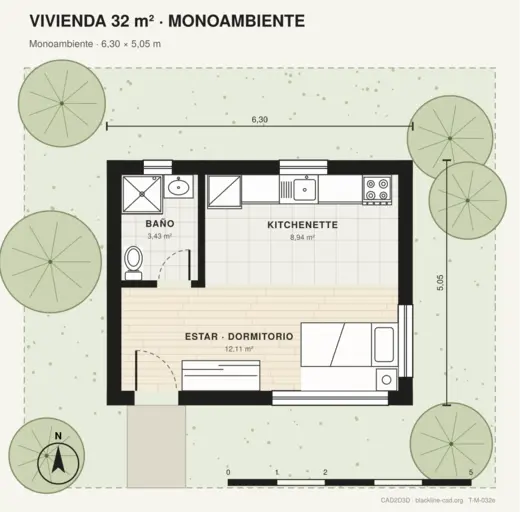 VIVIENDA 32 m² · MONOAMBIENTE
Monoambiente · 6,30 × 5,05 m
6,30
BAÑO
3,43 m²
KITCHENETTE
8,94 m²
5,05
ESTAR · DORMITORIO
12,11 m²
N
0 1 2 5
CAD2D3D · blackline-cad.org · T-M-032e